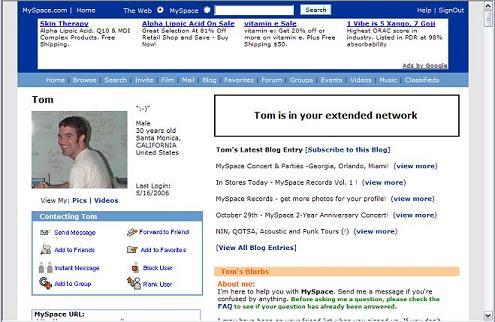 MySpace.com | Home The Web MySpace Search Help | SignOut
Skin Therapy
Alpha Lipoic Acid, Q10 & MDI Complex Products. Free Shipping.
Alpha Lipoic Acid On Sale
Great Selection At 81% Off Retail Shop and Save - Buy Now!
vitamin e Sale
vitamin e: Get 20% off or more on vitamin e. Plus Free Shipping $50.
1 Vibe is 5 Xango, 7 Goji
Highest ORAC score in industry. Listed in PDR at 98% absorbability
Ads by Google
Home | Browse | Search | Invite | Film | Mail | Blog | Favorites | Forum | Groups | Events | Videos | Music | Classifieds
Tom
":-)"
Male
30 years old
Santa Monica,
CALIFORNIA
United States
Last Login:
5/16/2006
View My: Pics | Videos
Contacting Tom
Send Message Forward to Friend
Add to Friends Add to Favorites
Instant Message Block User
Add to Group Rank User
MySpace URL:
Tom is in your extended network
Tom's Latest Blog Entry [Subscribe to this Blog]
MySpace Concert & Parties -Georgia, Orlando, Miami! (view more)
In Stores Today - MySpace Records Vol. 1 ! (view more)
MySpace Records - get more photos for your profile! (view more)
October 29th - MySpace 2-Year Anniversary Concert! (view more)
NIN, QOTSA, Acoustic and Punk Tours (!) (view more)
[View All Blog Entries]
Tom's Blurbs
About me:
I'm here to help you with MySpace. Send me a message if you're
confused by anything. Before asking me a question, please check the
FAQ to see if your question has already been answered.